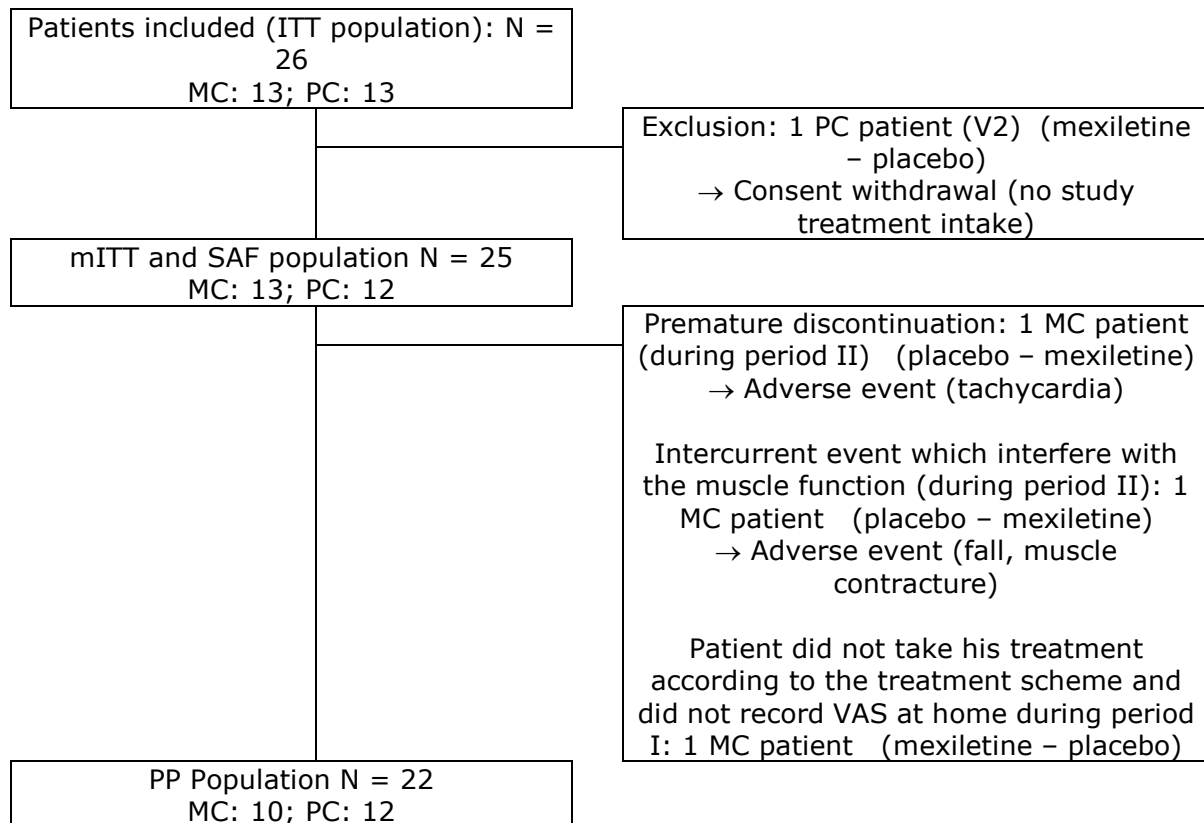 Patients included (ITT population): N =
26
MC: 13; PC: 13
Exclusion: 1 PC patient (V2) (mexiletine
– placebo)
→ Consent withdrawal (no study
treatment intake)
mITT and SAF population N = 25
MC: 13; PC: 12
Premature discontinuation: 1 MC patient
(during period II) (placebo – mexiletine)
→ Adverse event (tachycardia)
Intercurrent event which interfere with
the muscle function (during period II): 1
MC patient (placebo – mexiletine)
→ Adverse event (fall, muscle
contracture)
Patient did not take his treatment
according to the treatment scheme and
did not record VAS at home during period
I: 1 MC patient (mexiletine – placebo)
PP Population N = 22
MC: 10; PC: 12